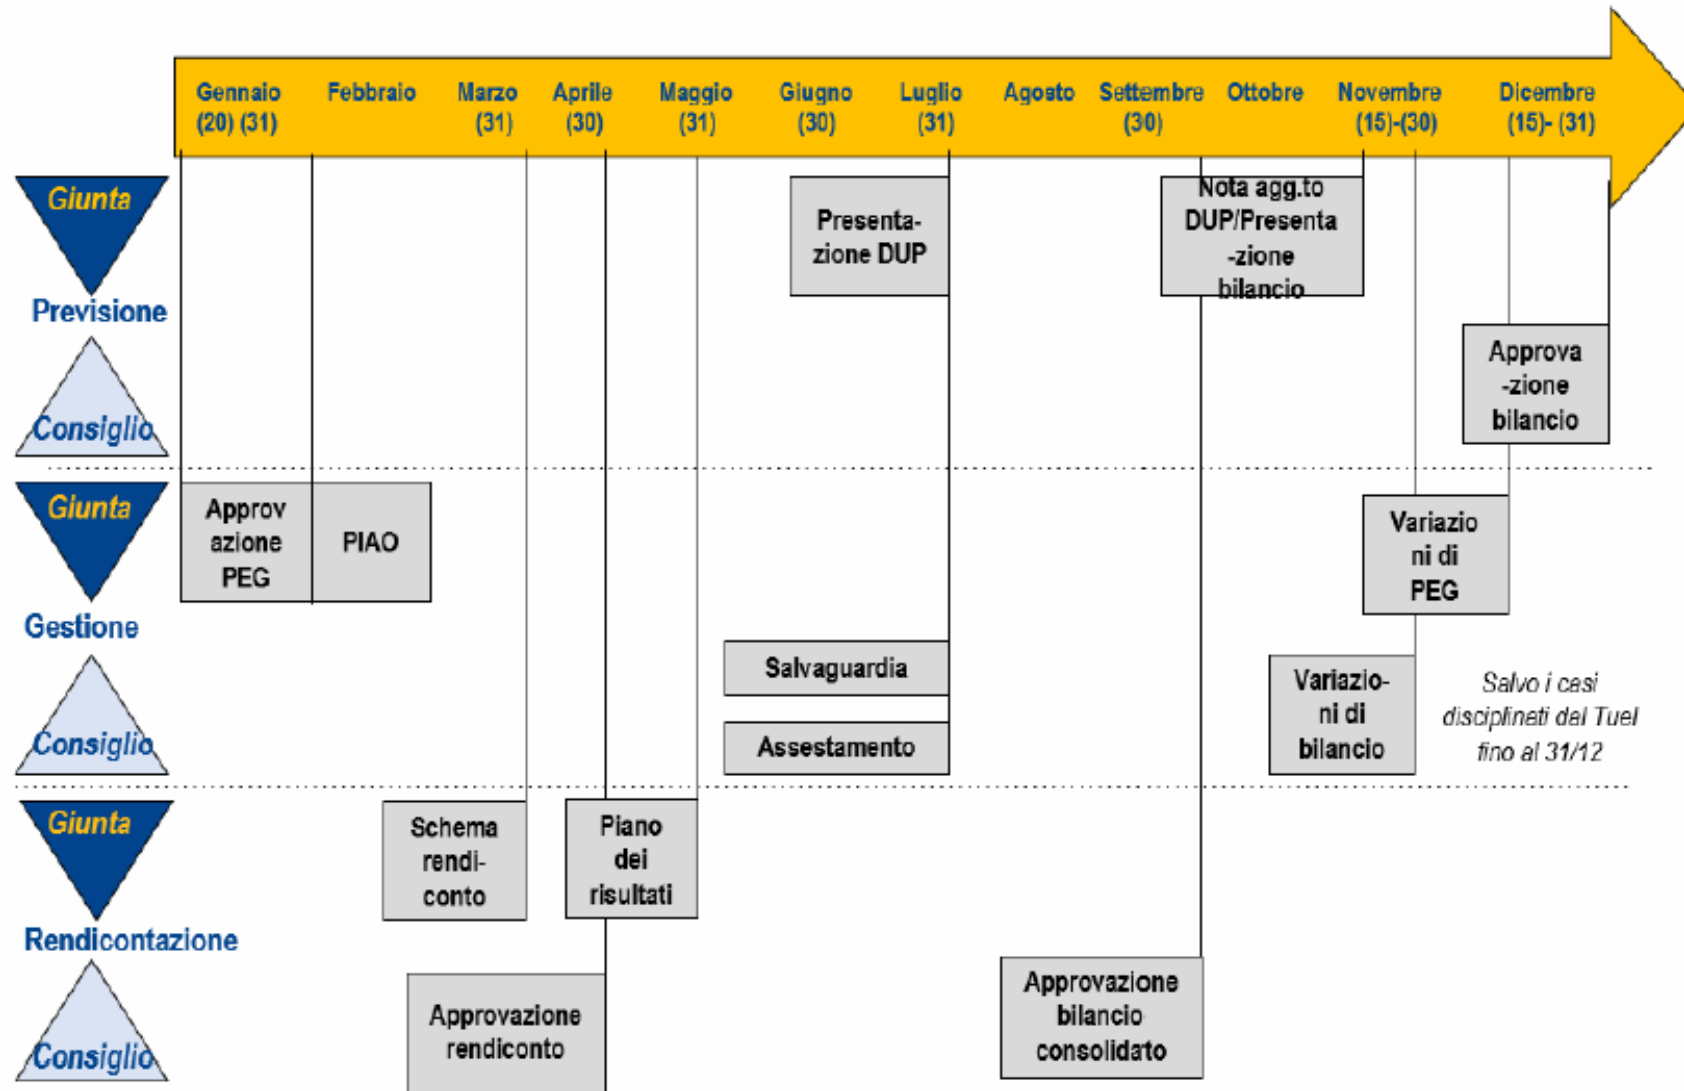 Gennaio Febbraio Marzo Aprile Maggio Giugno Luglio Agosto Settembre Ottobre Novembre Dicembre
(20) (31) (31) (30) (31) (30) (31) (30) (15)-(30) (15)- (31)
Giunta
Previsione
Consiglio
Presenta-
zione DUP
Nota agg.to
DUP/Presenta
-zione
bilancio
Approva
-zione
bilancio
Giunta
Gestione
Consiglio
Approv
azione
PEG
PIAO
Variazio
ni di
PEG
Salvaguardia
Assestamento
Variazio-
ni di
bilancio
Salvo i casi
disciplinati dal Tuel
fino al 31/12
Giunta
Rendicontazione
Consiglio
Schema
rendi-
conto
Piano
dei
risultati
Approvazione
rendiconto
Approvazione
bilancio
consolidato